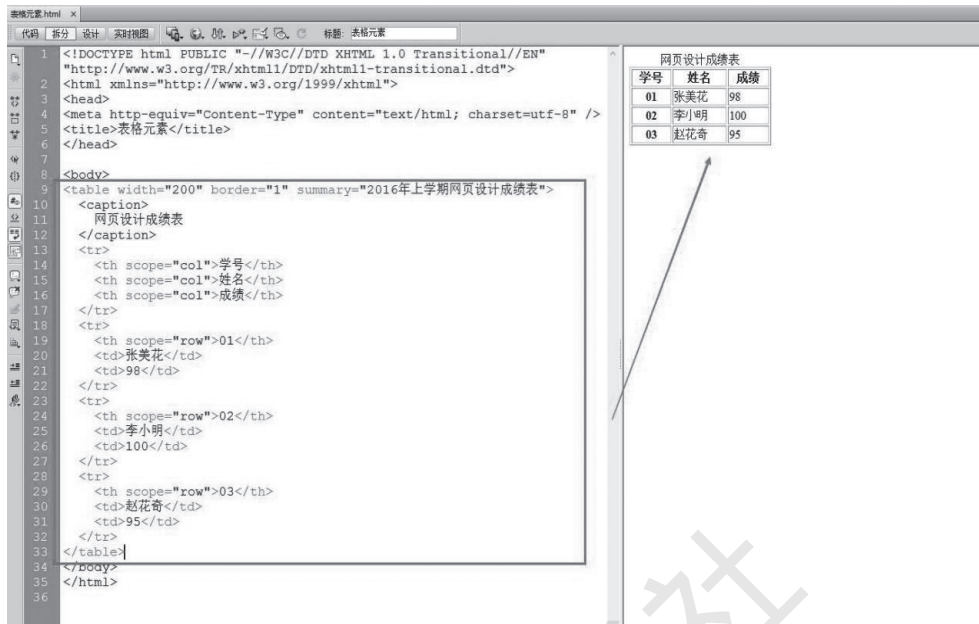 表格元素.html ×
代码 拆分 设计 实时视图 标题: 表格元素
1 <!DOCTYPE html PUBLIC "-//W3C//DTD XHTML 1.0 Transitional//EN"
"http://www.w3.org/TR/xhtml1/DTD/xhtml1-transitional.dtd">
2 <html xmlns="http://www.w3.org/1999/xhtml">
3 <head>
4 <meta http-equiv="Content-Type" content="text/html; charset=utf-8" />
5 <title>表格元素</title>
6 </head>
7
8 <body>
9 <table width="200" border="1" summary="2016年上学期网页设计成绩表">
10 <caption>
11 网页设计成绩表
12 </caption>
13 <tr>
14 <th scope="col">学号</th>
15 <th scope="col">姓名</th>
16 <th scope="col">成绩</th>
17 </tr>
18 <tr>
19 <th scope="row">01</th>
20 <td>张美花</td>
21 <td>98</td>
22 </tr>
23 <tr>
24 <th scope="row">02</th>
25 <td>李小明</td>
26 <td>100</td>
27 </tr>
28 <tr>
29 <th scope="row">03</th>
30 <td>赵花奇</td>
31 <td>95</td>
32 </tr>
33 </table>
34 </body>
35 </html>
36
网页设计成绩表
学号 姓名 成绩
01 张美花 98
02 李小明 100
03 赵花奇 95
社